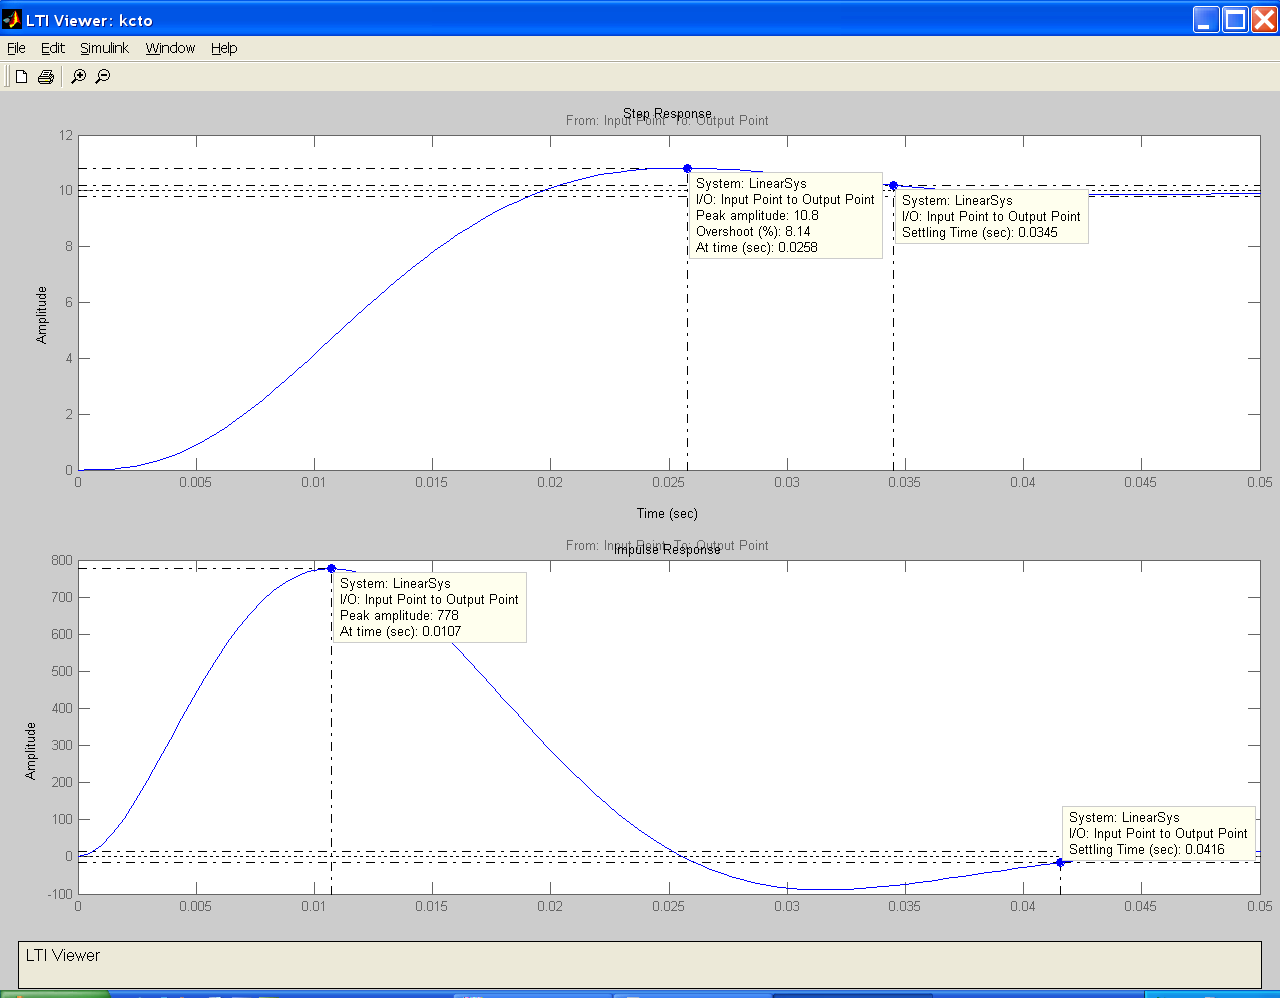 LTI Viewer: kcto
File Edit Simulink Window Help
Step Response
From: Input Point To: Output Point
12
10
8
6
4
2
0
Amplitude
System: LinearSys
I/O: Input Point to Output Point
Peak amplitude: 10.8
Overshoot (%): 8.14
At time (sec): 0.0258
System: LinearSys
I/O: Input Point to Output Point
Settling Time (sec): 0.0345
0 0.005 0.01 0.015 0.02 0.025 0.03 0.035 0.04 0.045 0.05
Time (sec)
From: Input Point To: Output Point
Impulse Response
800
700
600
500
400
300
200
100
0
-100
Amplitude
System: LinearSys
I/O: Input Point to Output Point
Peak amplitude: 778
At time (sec): 0.0107
System: LinearSys
I/O: Input Point to Output Point
Settling Time (sec): 0.0416
0 0.005 0.01 0.015 0.02 0.025 0.03 0.035 0.04 0.045 0.05
LTI Viewer